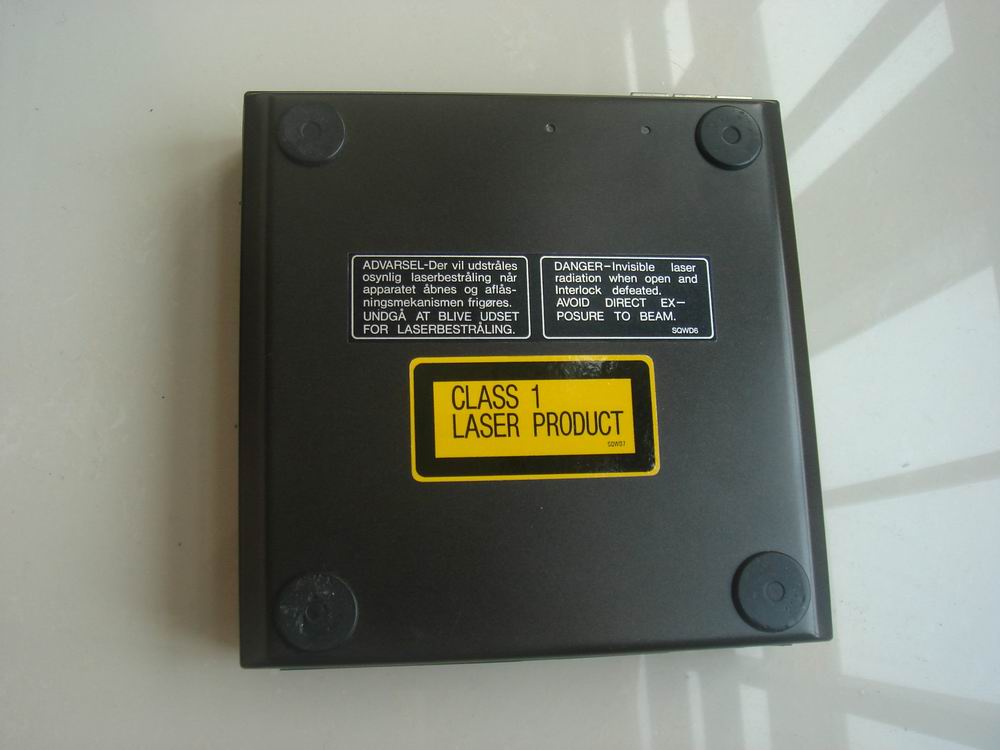 ADVARSEL-Der vil udstråles
osynlig laserbestråling når
apparatet åbnes og aflås-
ningsmekanismen frigøres.
UNDGÅ AT BLIVE UDSET
FOR LASERBESTRÅLING.
DANGER-Invisible laser
radiation when open and
Interlock defeated.
AVOID DIRECT EX-
POSURE TO BEAM.
SQWD6
CLASS 1
LASER PRODUCT
SQWD7